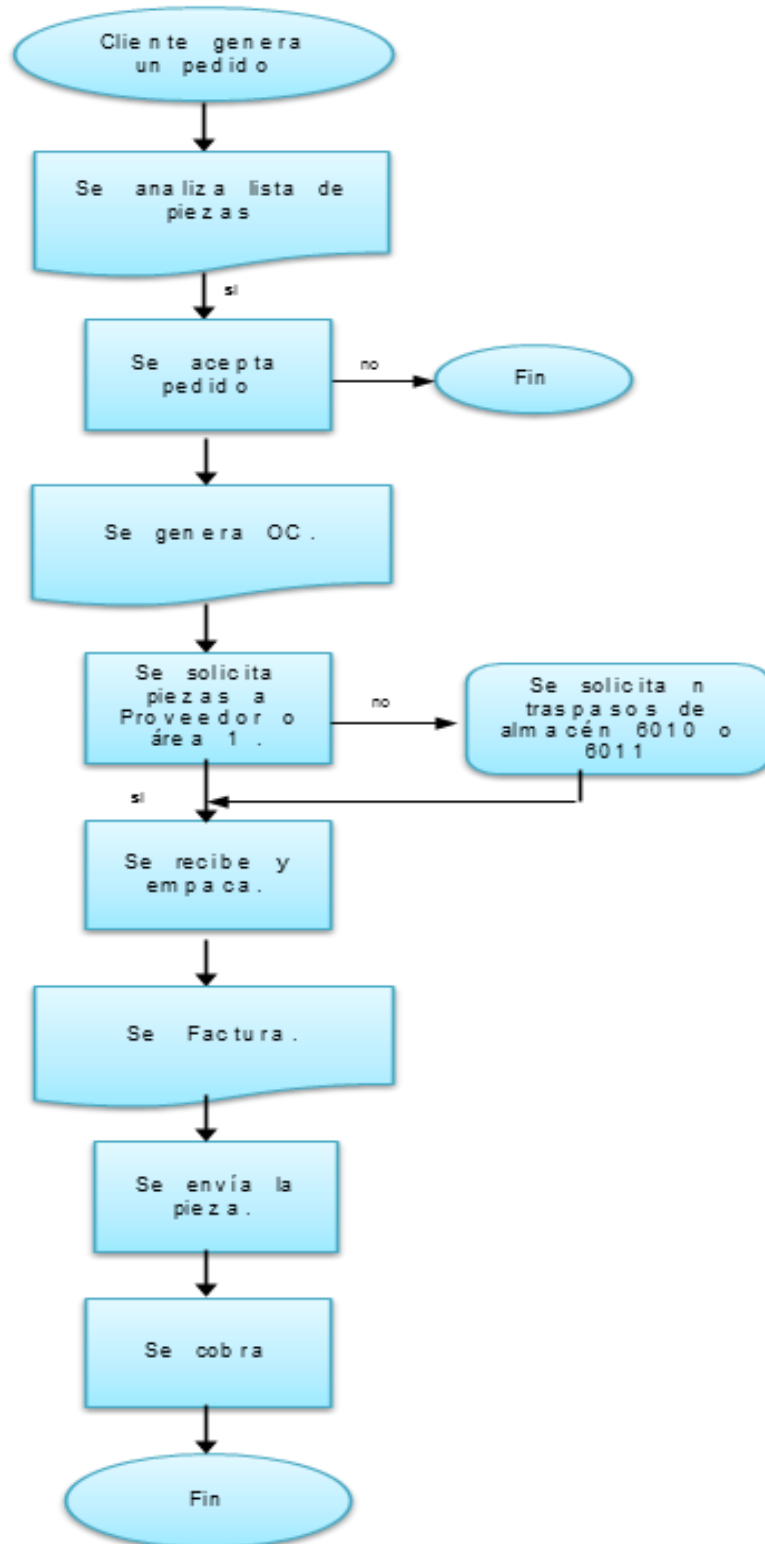 Cliente genera
un pedido
Se analiza lista de
piezas
si
Se acepta
pedido
no
Fin
Se genera OC.
Se solicita
piezas a
Proveedor o
área 1.
no
Se solicita n
traspasos de
almacén 6010 o
6011
si
Se recibe y
empaca.
Se Factura.
Se envía la
pieza.
Se cobra
Fin